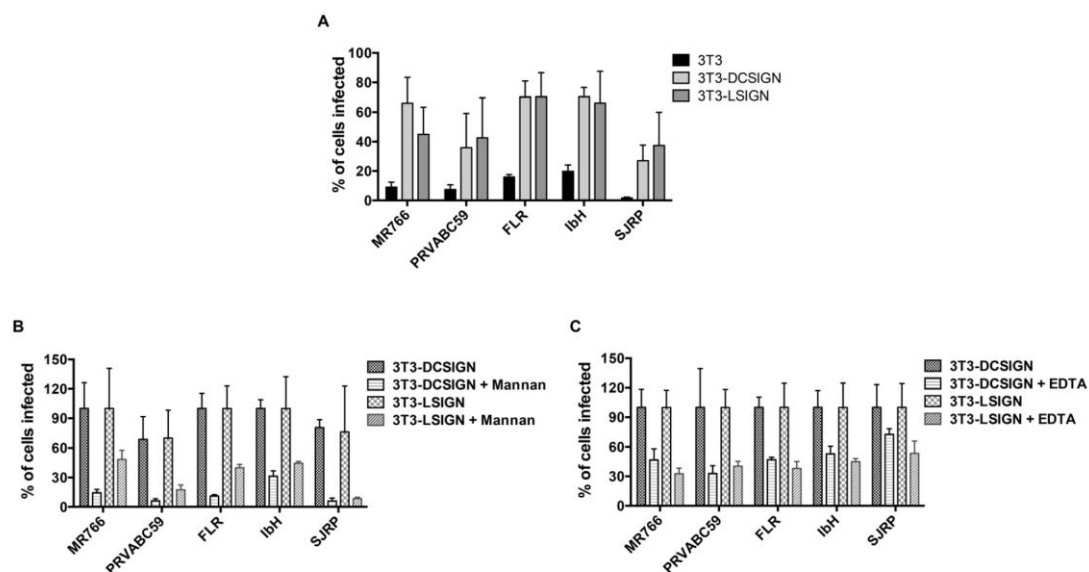 A
% of cells infected
100
80
60
40
20
0
MR766
PRVABC59
FLR
IbH
SJRP
3T3
3T3-DCSIGN
3T3-LSIGN
B
% of cells infected
150
120
90
60
30
0
MR766
PRVABC59
FLR
IbH
SJRP
3T3-DCSIGN
3T3-DCSIGN + Mannan
3T3-LSIGN
3T3-LSIGN + Mannan
C
% of cells infected
150
120
90
60
30
0
MR766
PRVABC59
FLR
IbH
SJRP
3T3-DCSIGN
3T3-DCSIGN + EDTA
3T3-LSIGN
3T3-LSIGN + EDTA